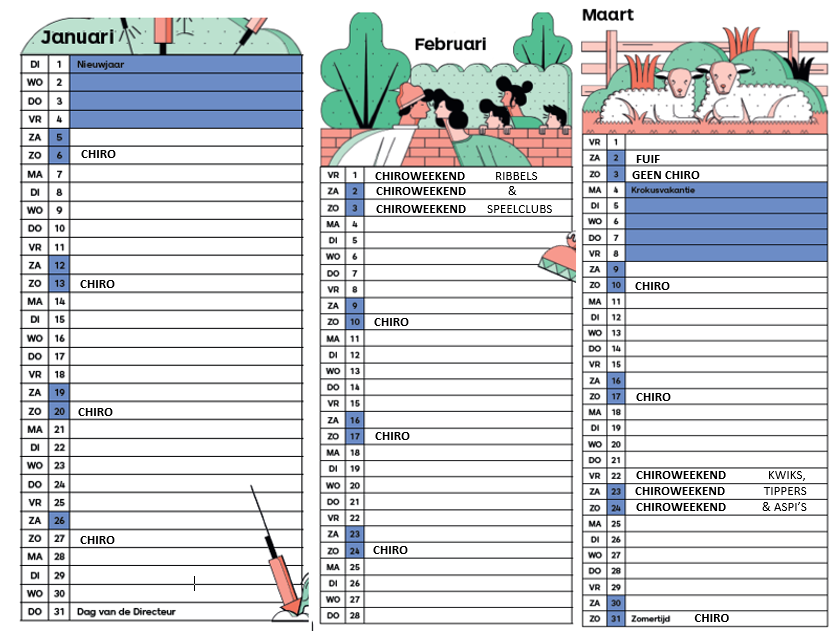 Januari
DI 1 Nieuwjaar
WO 2
DO 3
VR 4
ZA 5
ZO 6 CHIRO
MA 7
DI 8
WO 9
DO 10
VR 11
ZA 12
ZO 13 CHIRO
MA 14
DI 15
WO 16
DO 17
VR 18
ZA 19
ZO 20 CHIRO
MA 21
DI 22
WO 23
DO 24
VR 25
ZA 26
ZO 27 CHIRO
MA 28
DI 29
WO 30
DO 31 Dag van de Directeur
Februari
VR 1 CHIROWEEKEND RIBBELS
ZA 2 CHIROWEEKEND &
ZO 3 CHIROWEEKEND SPEELCLUBS
MA 4
DI 5
WO 6
DO 7
VR 8
ZA 9
ZO 10 CHIRO
MA 11
DI 12
WO 13
DO 14
VR 15
ZA 16
ZO 17 CHIRO
MA 18
DI 19
WO 20
DO 21
VR 22
ZA 23
ZO 24 CHIRO
MA 25
DI 26
WO 27
DO 28
Maart
VR 1
ZA 2 FUIF
ZO 3 GEEN CHIRO
MA 4 Krokusvakantie
DI 5
WO 6
DO 7
VR 8
ZA 9
ZO 10 CHIRO
MA 11
DI 12
WO 13
DO 14
VR 15
ZA 16
ZO 17 CHIRO
MA 18
DI 19
WO 20
DO 21
VR 22 CHIROWEEKEND KWIKS,
ZA 23 CHIROWEEKEND TIPPERS
ZO 24 CHIROWEEKEND & ASPI'S
MA 25
DI 26
WO 27
DO 28
VR 29
ZA 30
ZO 31 Zomertijd CHIRO